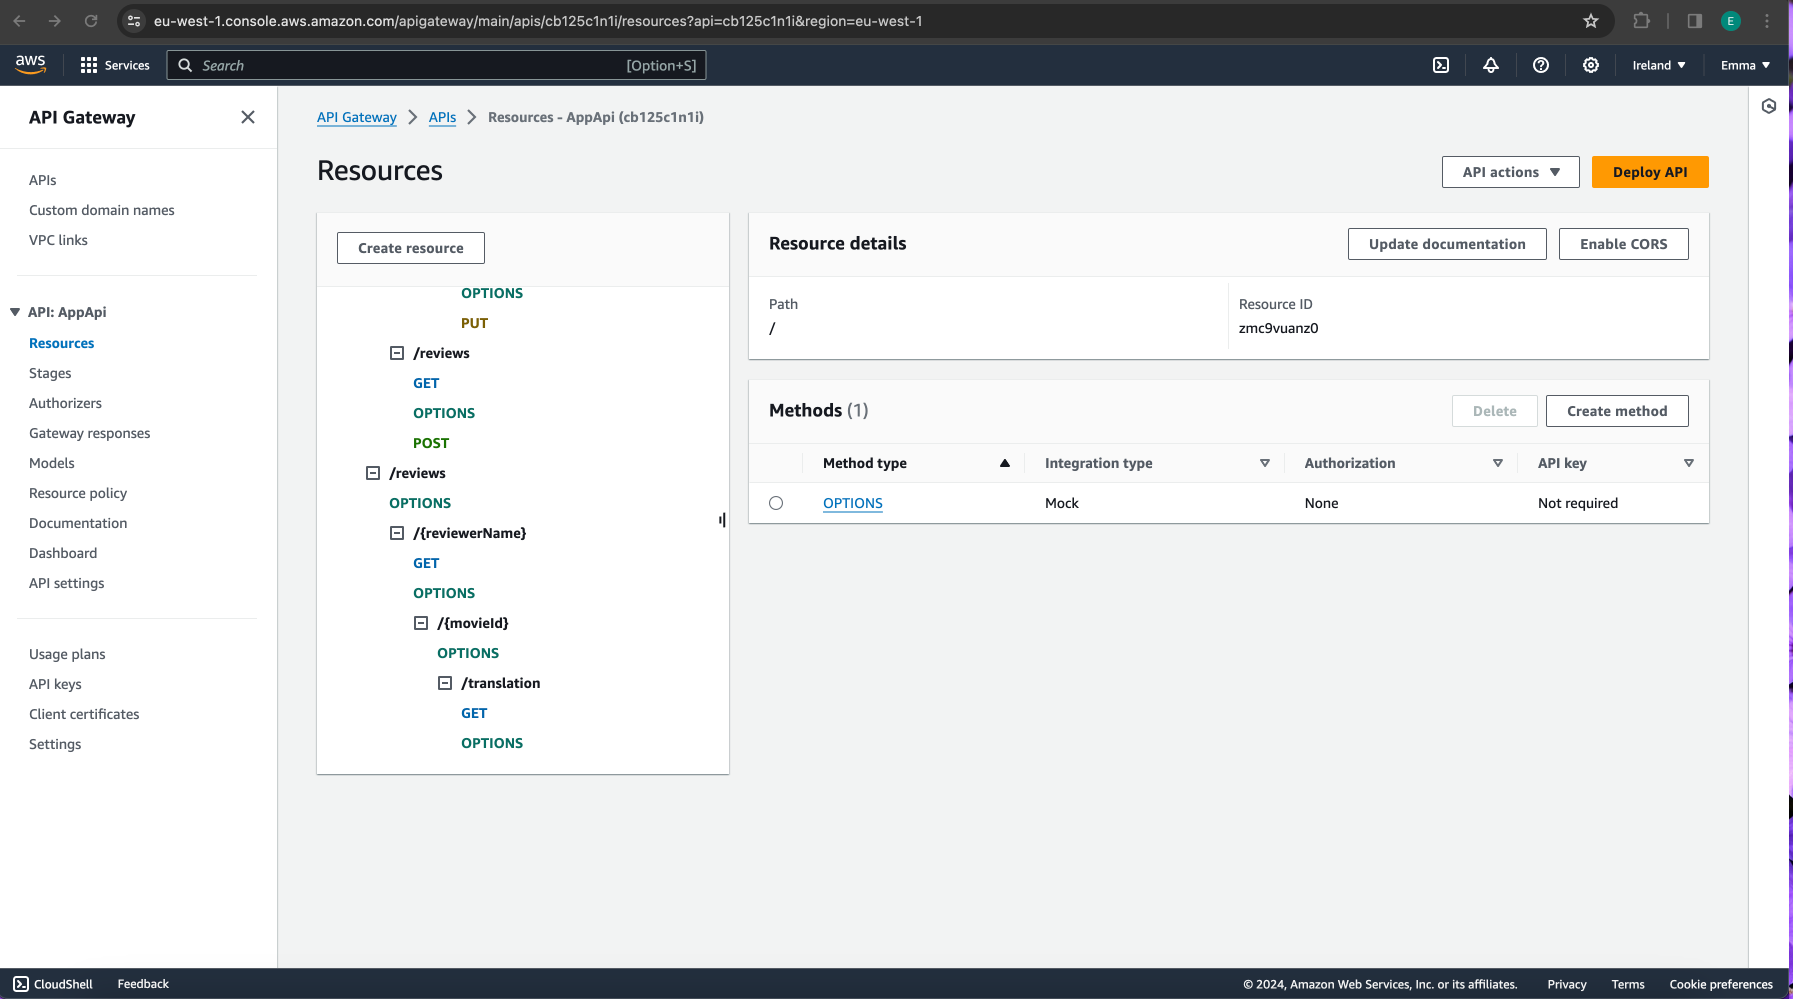 eu-west-1.console.aws.amazon.com/apigateway/main/apis/cb125c1n1i/resources?api=cb125c1n1i&region=eu-west-1
E
aws
Services
Search
[Option+S]
Ireland
Emma
API Gateway
APIs
Custom domain names
VPC links
API: AppApi
Resources
Stages
Authorizers
Gateway responses
Models
Resource policy
Documentation
Dashboard
API settings
Usage plans
API keys
Client certificates
Settings
API Gateway
APIs
Resources - AppApi (cb125c1n1i)
Resources
API actions
Deploy API
Create resource
OPTIONS
PUT
/reviews
GET
OPTIONS
POST
/reviews
OPTIONS
/{reviewerName}
GET
OPTIONS
/{movieId}
OPTIONS
/translation
GET
OPTIONS
Resource details
Update documentation
Enable CORS
Path
/
Resource ID
zmc9vuanz0
Methods (1)
Delete
Create method
Method type
Integration type
Authorization
API key
OPTIONS
Mock
None
Not required
CloudShell
Feedback
© 2024, Amazon Web Services, Inc. or its affiliates.
Privacy
Terms
Cookie preferences